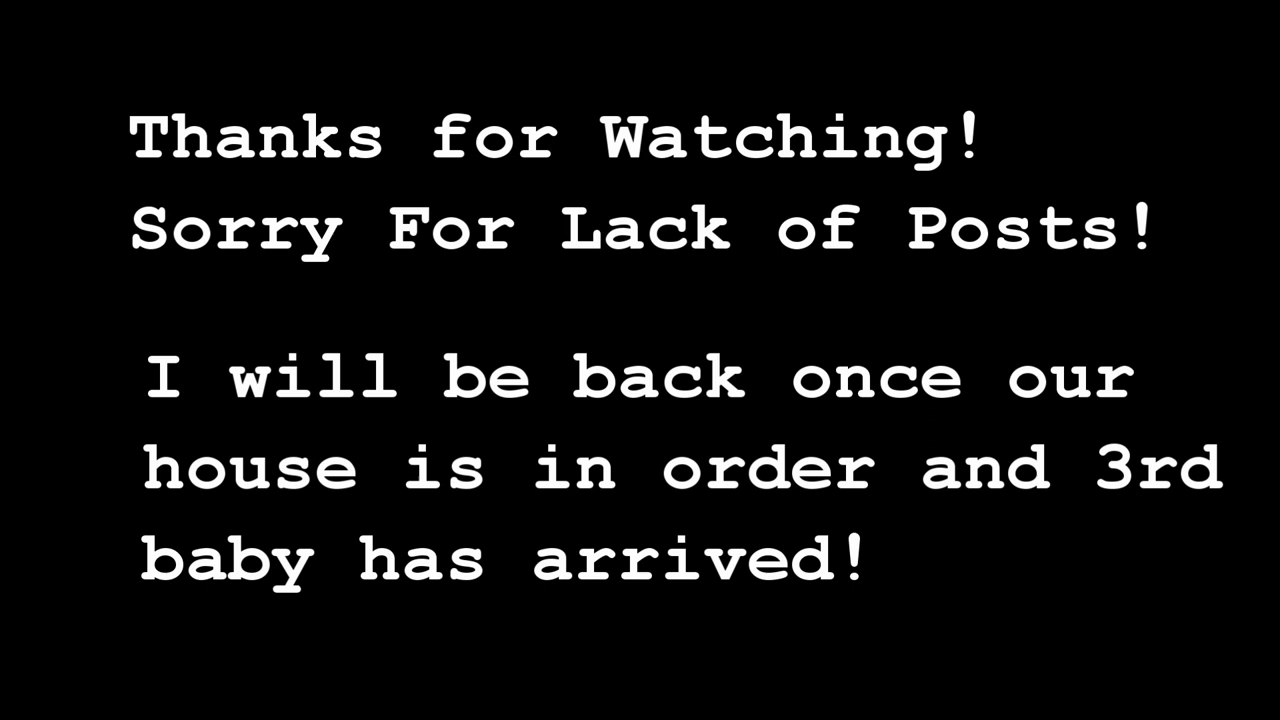 Thanks for Watching!
Sorry For Lack of Posts!
I will be back once our
house is in order and 3rd
baby has arrived!